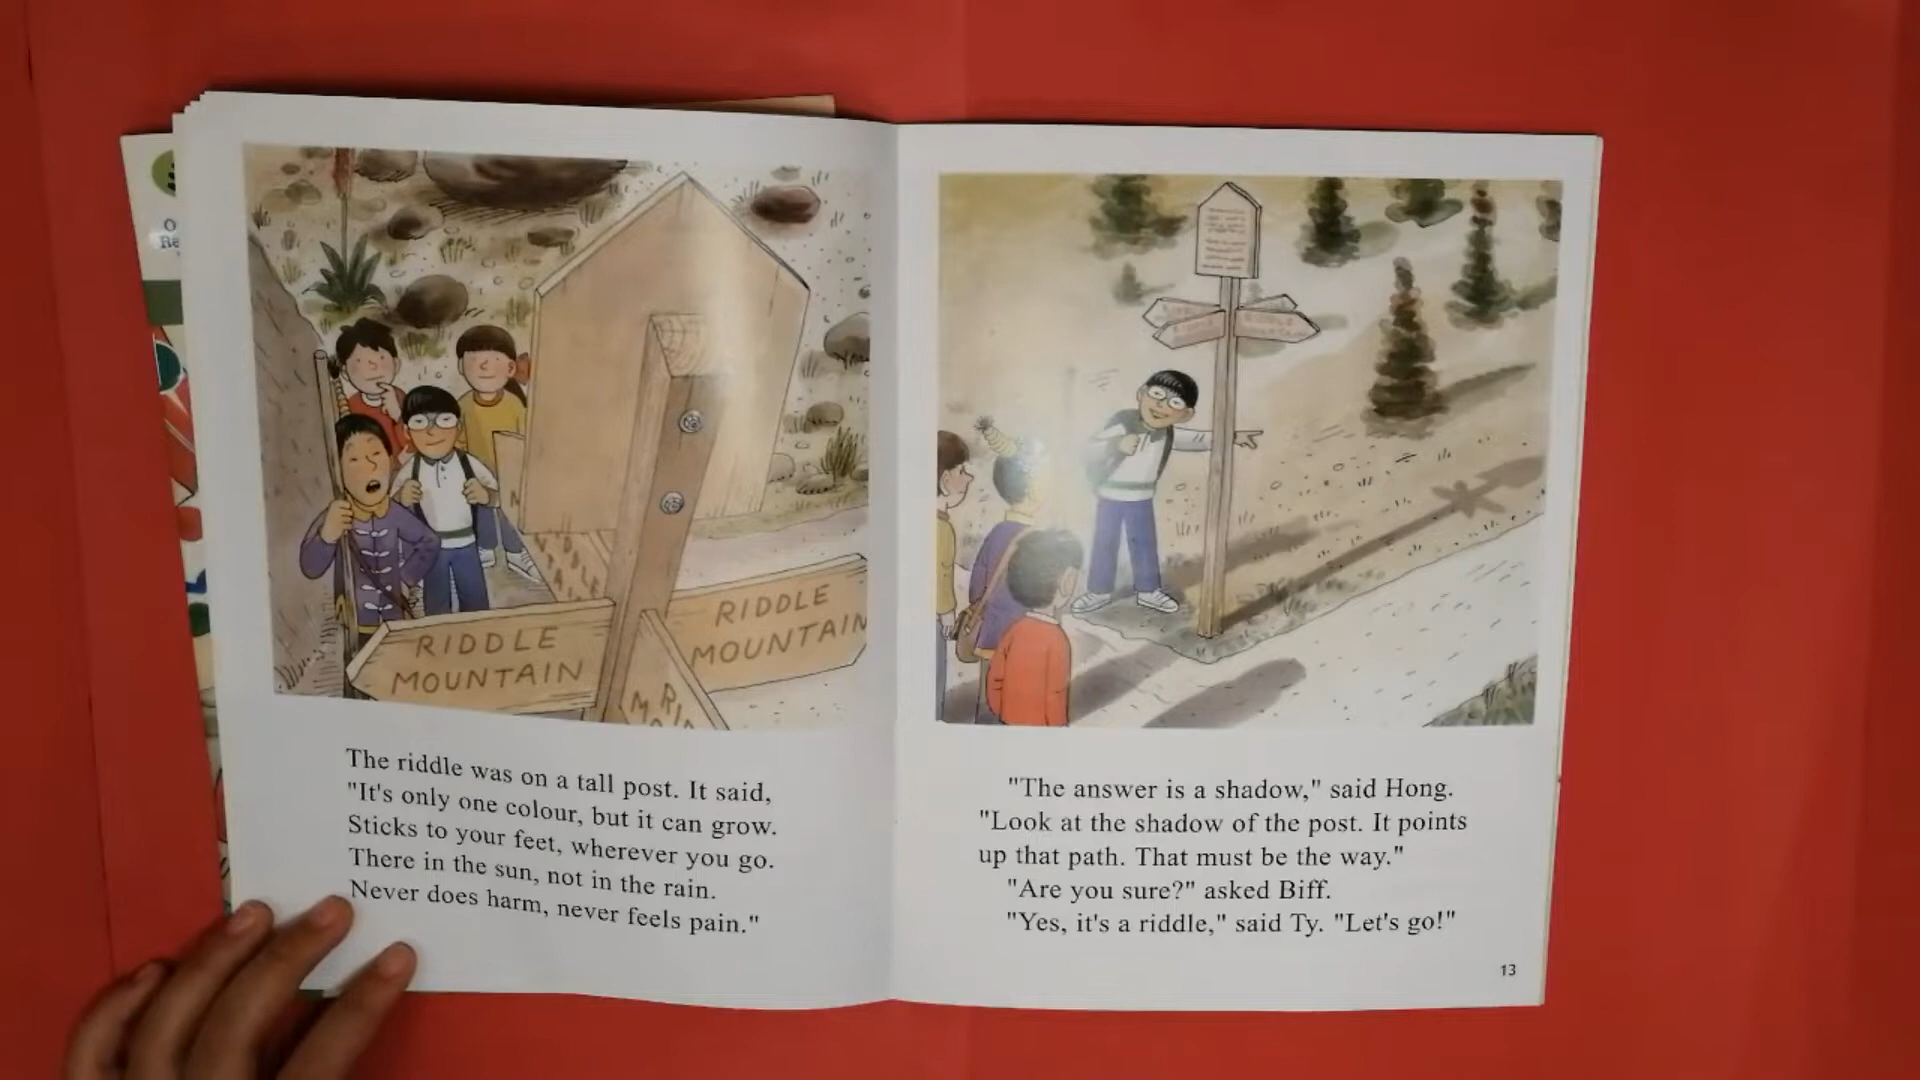 O
Re
RIDDLE
MOUNTAIN
RIDDLE
MOUNTAIN
The riddle was on a tall post. It said,
"It's only one colour, but it can grow.
Sticks to your feet, wherever you go.
There in the sun, not in the rain.
Never does harm, never feels pain."
"The answer is a shadow," said Hong.
"Look at the shadow of the post. It points
up that path. That must be the way."
"Are you sure?" asked Biff.
"Yes, it's a riddle," said Ty. "Let's go!"
13